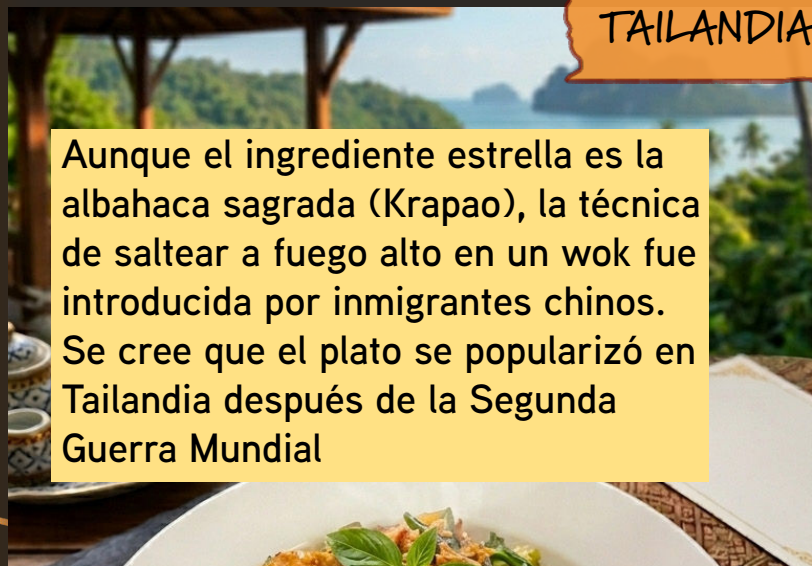 TAILANDIA
Aunque el ingrediente estrella es la
albahaca sagrada (Krapao), la técnica
de saltear a fuego alto en un wok fue
introducida por inmigrantes chinos.
Se cree que el plato se popularizó en
Tailandia después de la Segunda
Guerra Mundial